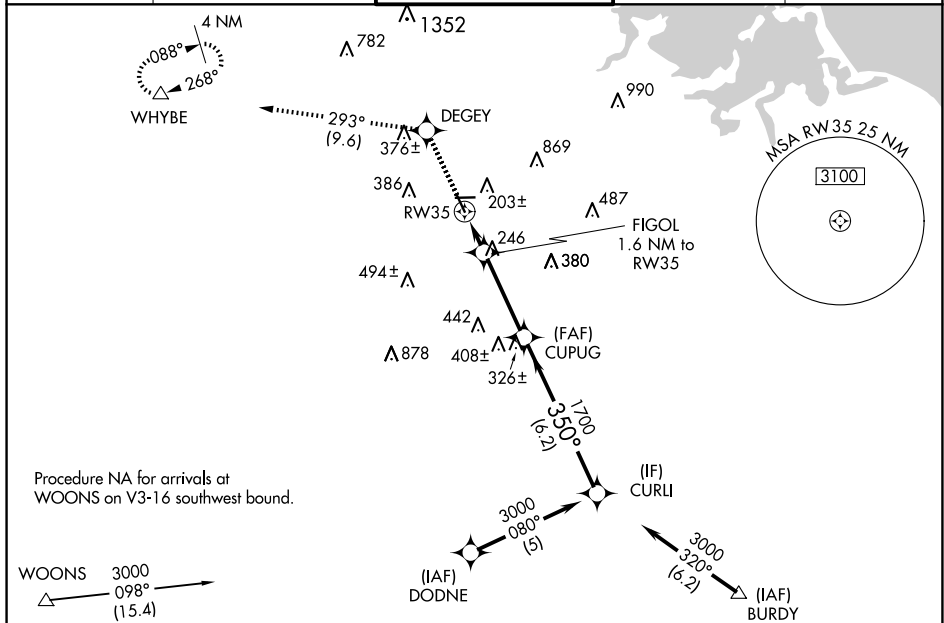 4 NM
088°
268°
WHYBE
782
1352
990
DEGEY
293°
(9.6)
376±
869
MSA RW35 25 NM
3100
386
203±
487
RW35
FIGOL
1.6 NM to
RW35
246
380
494±
442
(FAF)
CUPUG
878
408±
326±
1700
350°
(6.2)
Procedure NA for arrivals at
WOONS on V3-16 southwest bound.
(IF)
CURLI
3000
080°
(5)
3000
320°
(6.2)
WOONS
3000
098°
(15.4)
(IAF)
DODNE
(IAF)
BURDY